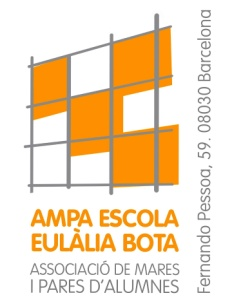 AMPA ESCOLA
EULÀLIA BOTA
ASSOCIACIÓ DE MARES
I PARES D'ALUMNES
Fernando Pessoa, 59. 08030 Barcelona